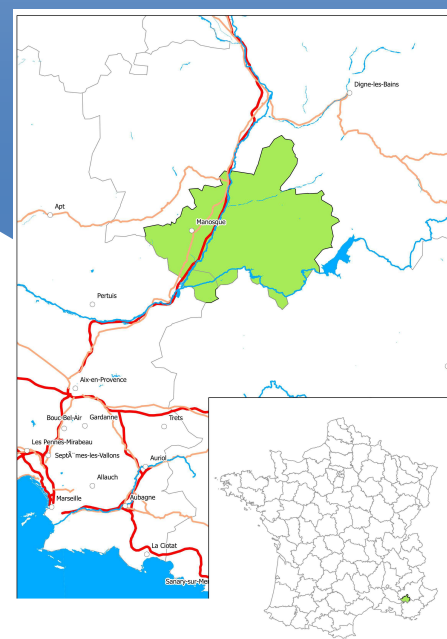 Digne-les-Bains
Apt
Manosque
Pertuis
Aix-en-Provence
Bouc-Bel-Air
Gardanne
Trets
Les Pennes-Mirabeau
SeptÃ¨mes-les-Vallons
Auriol
Allauch
Marseille
Aubagne
La Ciotat
Sanary-sur-Me